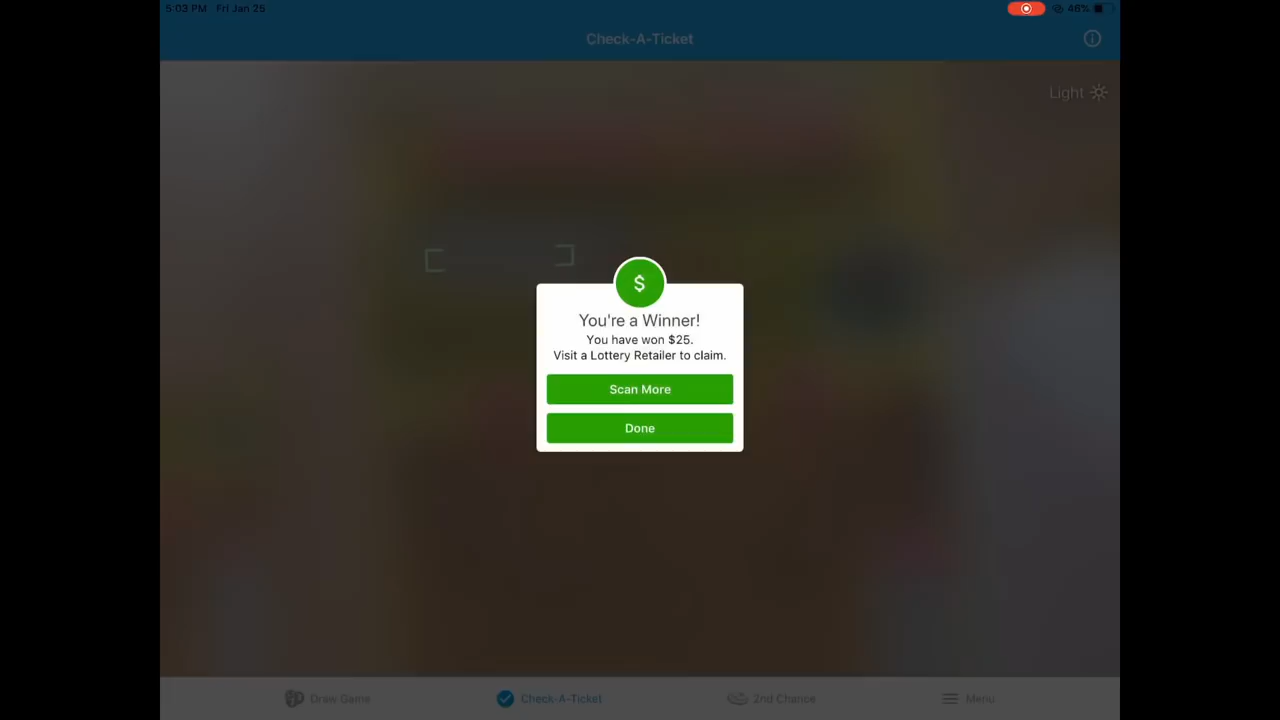 5:03 PM Fri Jan 25
46%
Check-A-Ticket
Light
$
You're a Winner!
You have won $25.
Visit a Lottery Retailer to claim.
Scan More
Done
Draw Game
Check-A-Ticket
2nd Chance
Menu